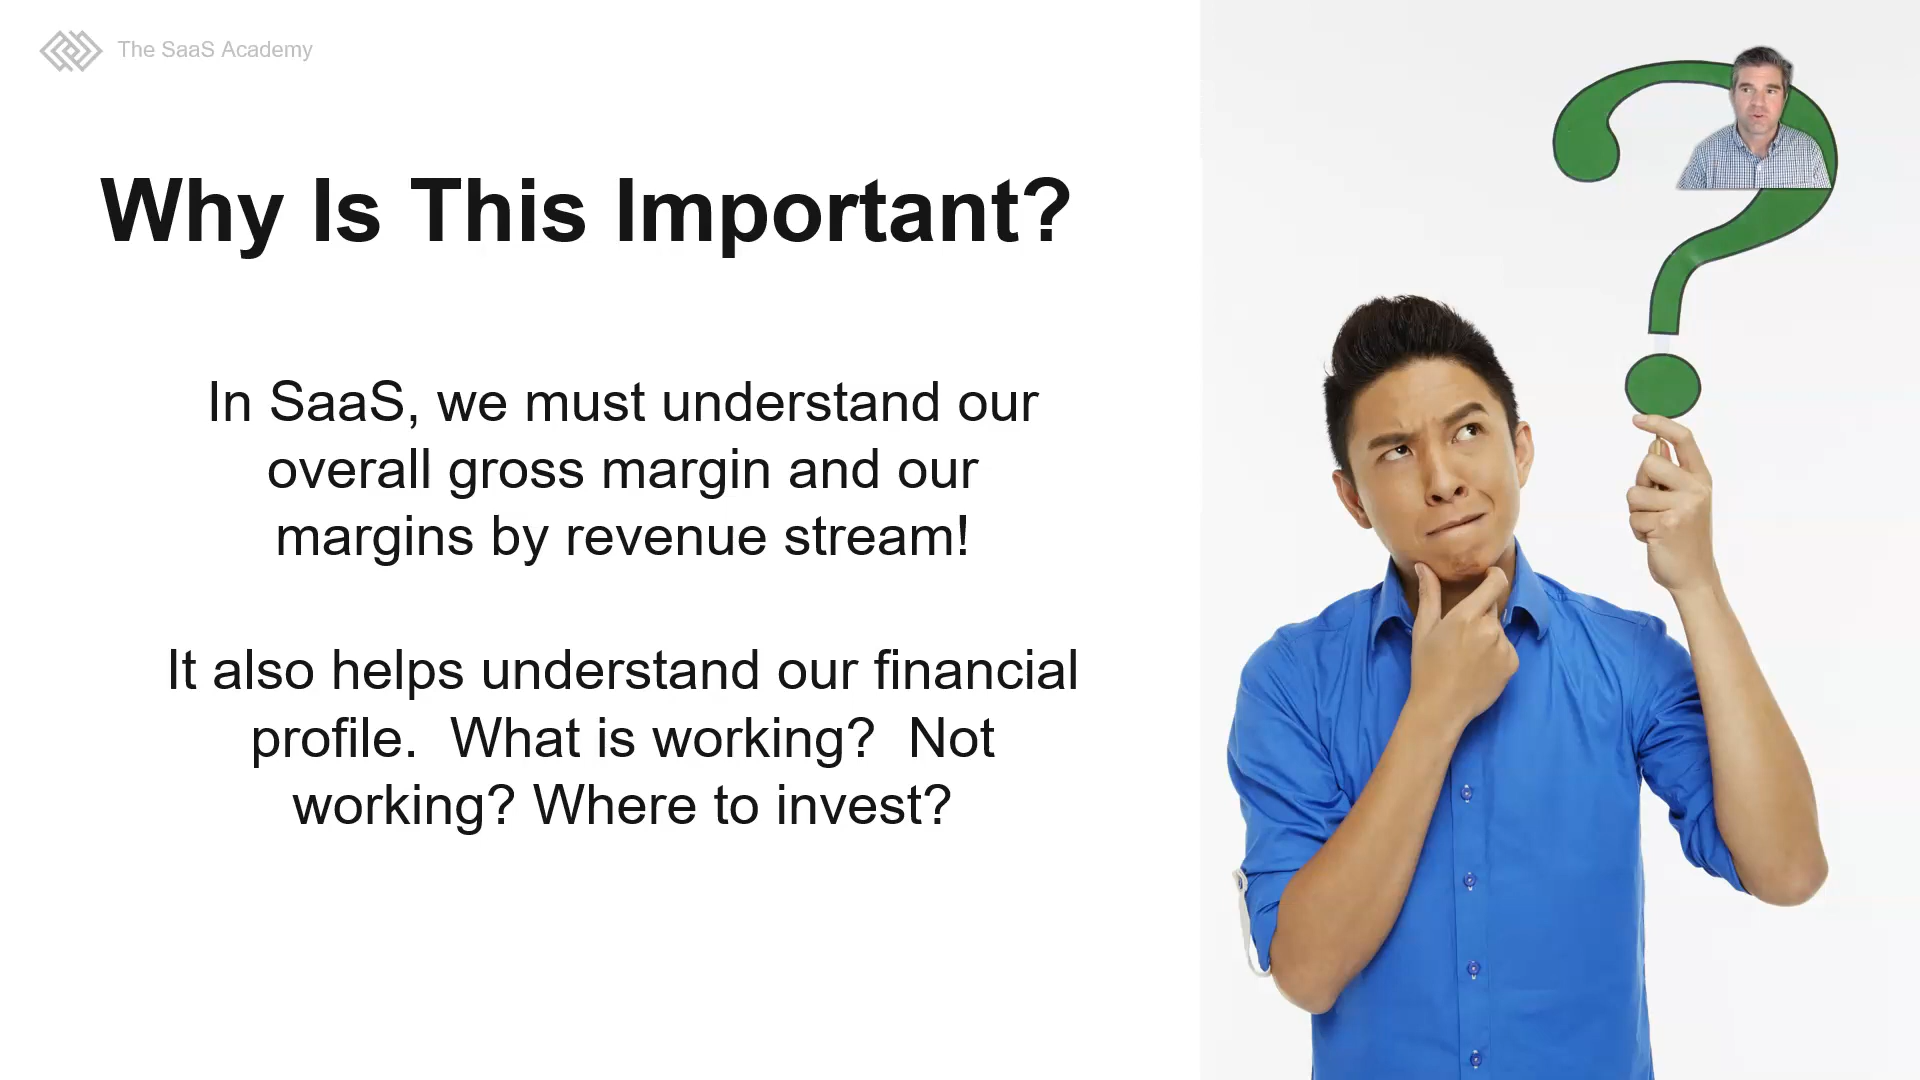 The SaaS Academy
Why Is This Important?
In SaaS, we must understand our
overall gross margin and our
margins by revenue stream!
It also helps understand our financial
profile.  What is working?  Not
working? Where to invest?